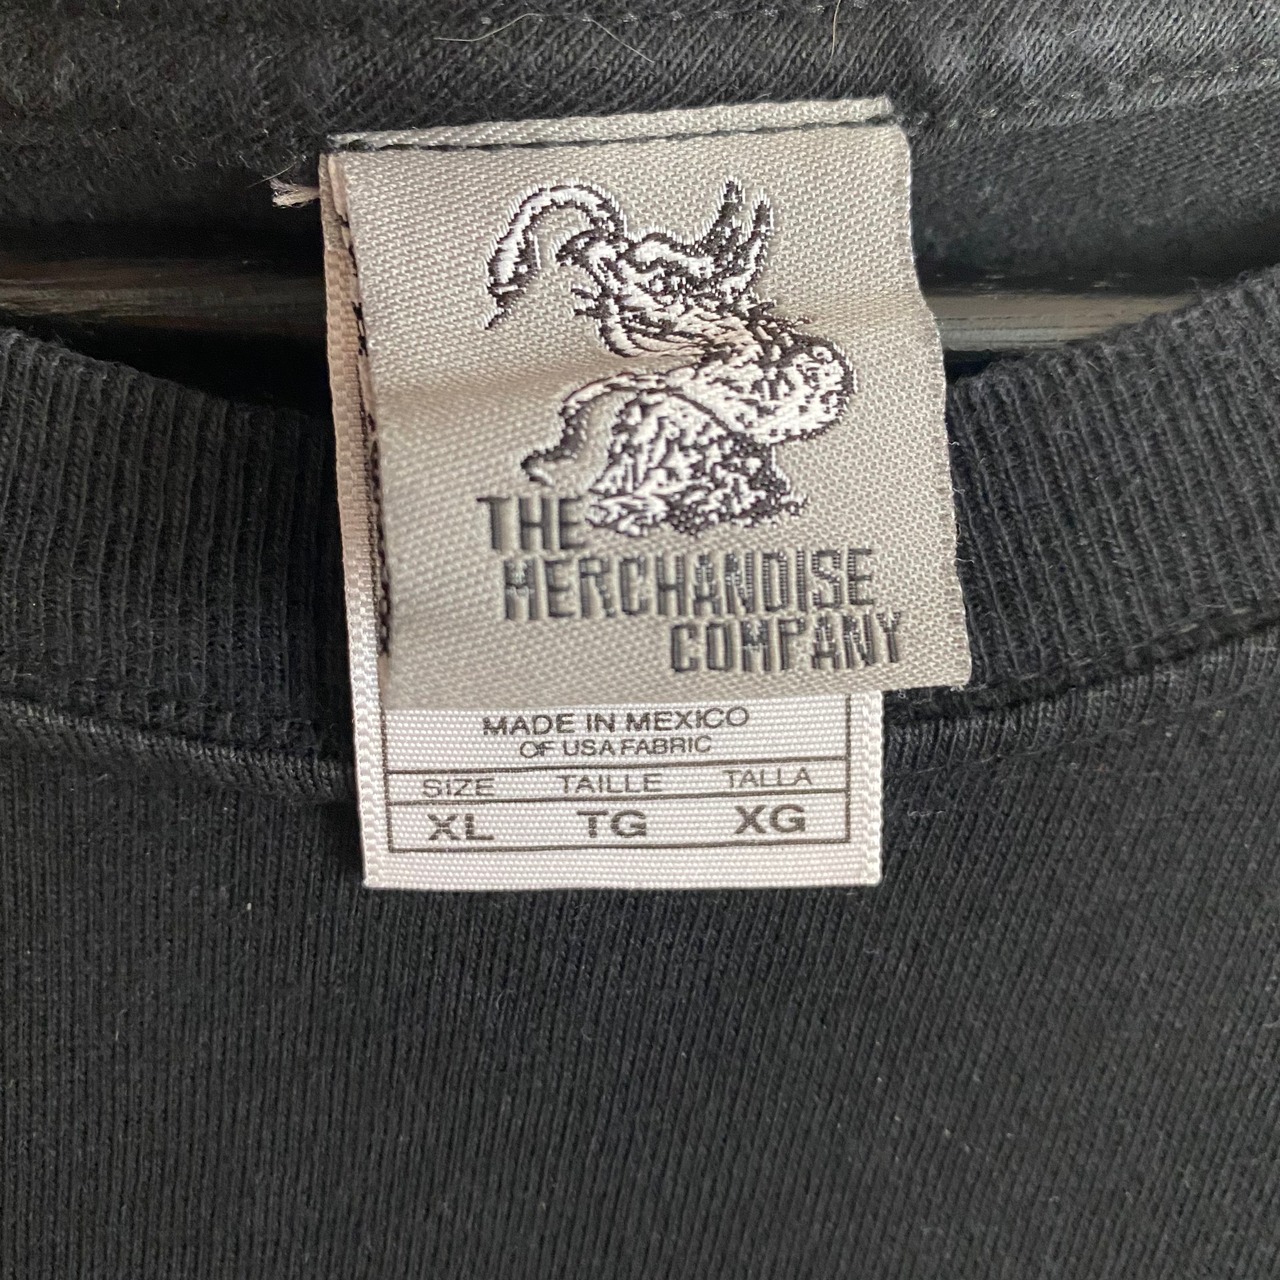 THE
MERCHANDISE
COMPANY
MADE IN MEXICO
OF USA FABRIC
SIZE TAILLE TALLA
XL TG XG